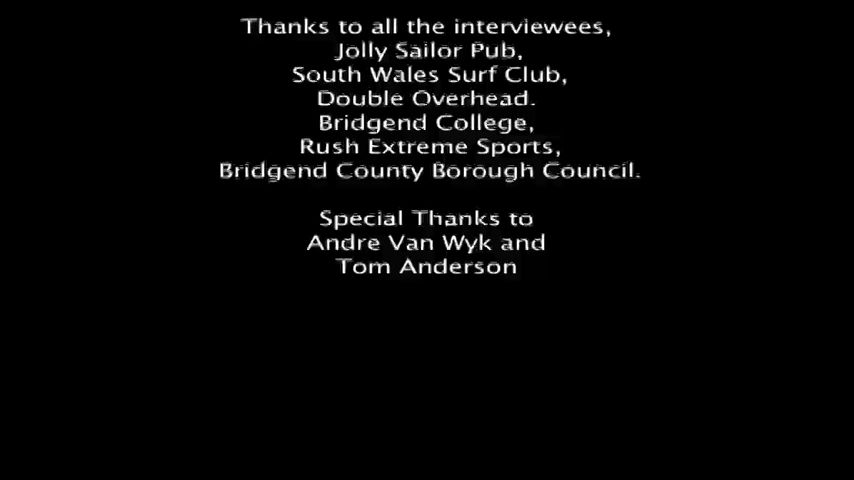 Thanks to all the interviewees,
Jolly Sailor Pub,
South Wales Surf Club,
Double Overhead.
Bridgend College,
Rush Extreme Sports,
Bridgend County Borough Council.
Special Thanks to
Andre Van Wyk and
Tom Anderson